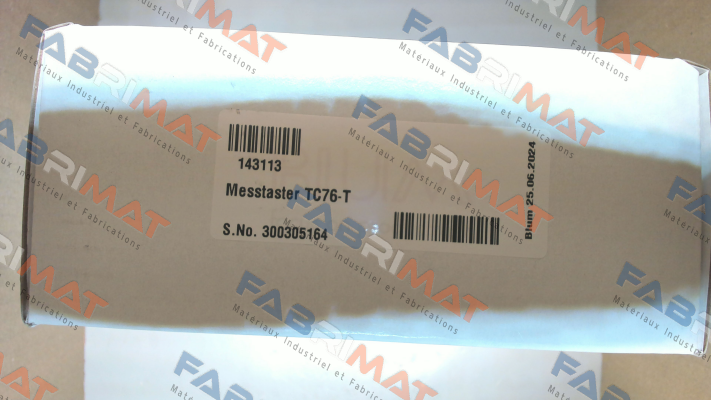 143113
Messtaster TC76-T
S.No. 300305164
Blum 25.06.2024
FABRIMAT
Materiaux Industriel et Fabrications